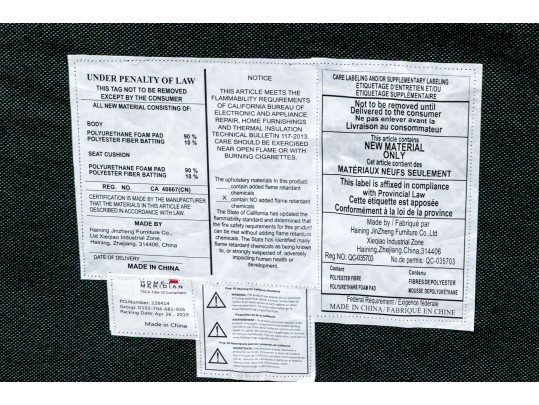 UNDER PENALTY OF LAW
THIS TAG NOT TO BE REMOVED
EXCEPT BY THE CONSUMER
ALL NEW MATERIAL CONSISTING OF:
BODY
POLYURETHANE FOAM PAD 90 %
POLYESTER FIBER BATTING 10 %
SEAT CUSHION
POLYURETHANE FOAM PAD 90 %
POLYESTER FIBER BATTING 10 %
REG. NO. CA 40667(CN)
CERTIFICATION IS MADE BY THE MANUFACTURER
THAT THE MATERIALS IN THIS ARTICLE ARE
DESCRIBED IN ACCORDANCE WITH LAW.
MADE BY
Haining Jinzheng Furniture Co.,
Ltd Xieqiao Industrial Zone,
Haining, Zhejiang, 314406, China
DATE OF DELIVERY
MADE IN CHINA
NOTICE
THIS ARTICLE MEETS THE
FLAMMABILITY REQUIREMENTS
OF CALIFORNIA BUREAU OF
ELECTRONIC AND APPLIANCE
REPAIR, HOME FURNISHINGS
AND THERMAL INSULATION
TECHNICAL BULLETIN 117-2013.
CARE SHOULD BE EXERCISED
NEAR OPEN FLAME OR WITH
BURNING CIGARETTES.
The upholstery materials in this product
contain added flame retardant
chemicals
X contain NO added flame retardant
chemicals
The State of California has updated the
flammability standard and determined that
the fire safety requirements for this product
can be met without adding flame retardant
chemicals. The State has identified many
flame retardant chemicals as being known
to, or strongly suspected of, adversely
impacting human health or
development.
CARE LABELING AND/OR SUPPLEMENTARY LABELING
ÉTIQUETAGE D'ENTRETIEN ET/OU
ÉTIQUETAGE SUPPLÉMENTAIRE
Not to be removed until
Delivered to the consumer
Ne pas enlever avant la
Livraison au consommateur
This article contains
NEW MATERIAL
ONLY
Cet article contient des
MATÉRIAUX NEUFS SEULEMENT
This label is affixed in compliance
with Provincial Law
Cette étiquette est apposée
Conformément à la loi de la province
Made by / Fabriqué par
Haining JinZheng Furniture Co.,Ltd
Xieqiao Industrial Zone
Haining,Zhejiang,China,314406
Reg.NO: QC-035703 No de permis: QC-035703
Content Contenu
POLYESTER FIBRE FIBRES DE POLYESTER
POLYURETHANE FOAM PAD MOUSSE DE POLYURETHANE
Federal Requirement / Exigence fédérale
MADE IN CHINA / FABRIQUÉ EN CHINE
HOME MERIDIAN
TSCA Title VI Compliant
PO.Number: 228414
Packing Date: Apr 26 , 2019
Made in China